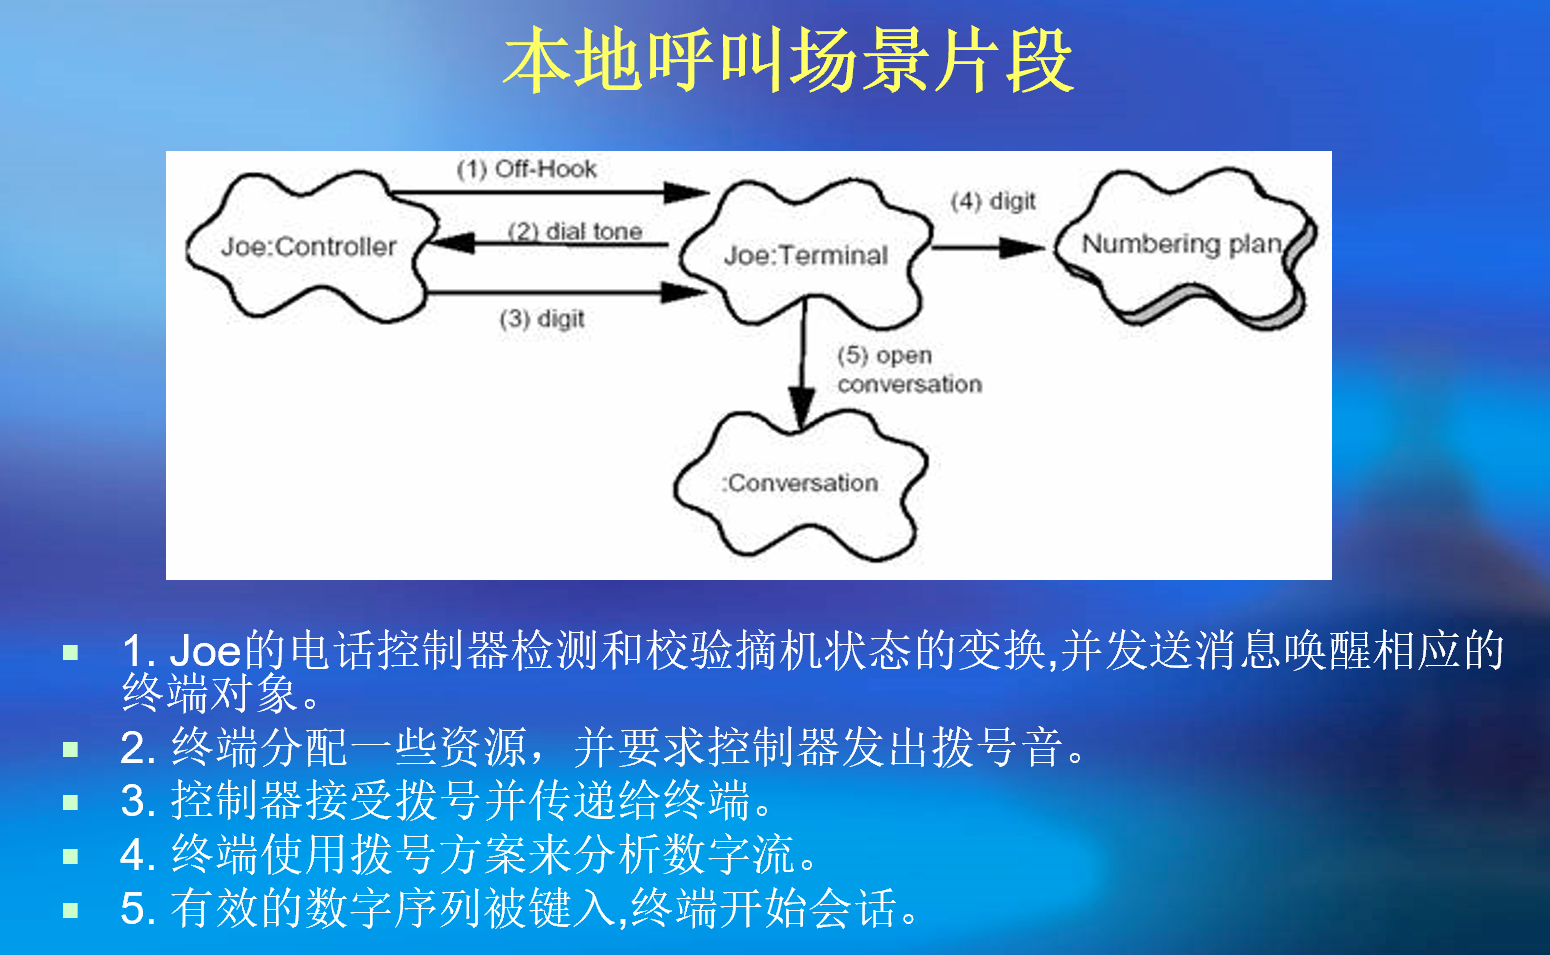 本地呼叫场景片段
(1) Off-Hook
(2) dial tone
(3) digit
(4) digit
(5) open
conversation
Joe:Controller
Joe:Terminal
Numbering plan
:Conversation
1. Joe的电话控制器检测和校验摘机状态的变换,并发送消息唤醒相应的
终端对象。
2. 终端分配一些资源，并要求控制器发出拨号音。
3. 控制器接受拨号并传递给终端。
4. 终端使用拨号方案来分析数字流。
5. 有效的数字序列被键入,终端开始会话。